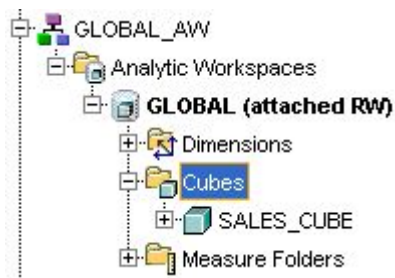 GLOBAL_AW
Analytic Workspaces
GLOBAL (attached RW)
Dimensions
Cubes
SALES_CUBE
Measure Folders